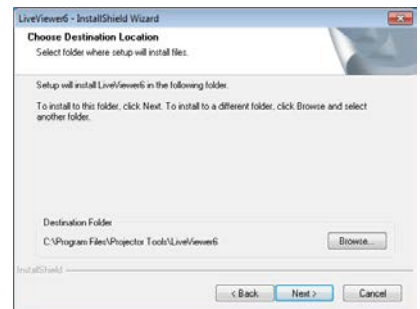 LiveViewer6 - InstallShield Wizard
Choose Destination Location
Select folder where setup will install files.
Setup will install LiveViewer6 in the following folder.
To install to this folder, click Next. To install to a different folder, click Browse and select
another folder.
Destination Folder
C:\Program Files\Projector Tools\LiveViewer6
Browse...
InstallShield
< Back
Next >
Cancel